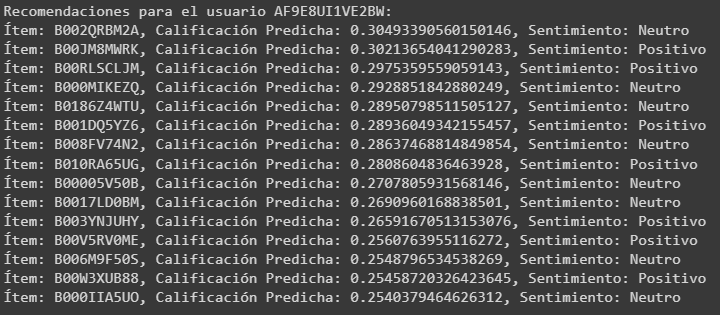 Recomendaciones para el usuario AF9E8UI1VE2BW:
Ítem: B002QRBM2A, Calificación Predicha: 0.30493390560150146, Sentimiento: Neutro
Ítem: B00JM8MWRK, Calificación Predicha: 0.30213654041290283, Sentimiento: Positivo
Ítem: B00RLSCLJM, Calificación Predicha: 0.2975359559059143, Sentimiento: Positivo
Ítem: B000MIKEZQ, Calificación Predicha: 0.2928851842880249, Sentimiento: Neutro
Ítem: B0186Z4WTU, Calificación Predicha: 0.28950798511505127, Sentimiento: Neutro
Ítem: B001DQ5YZ6, Calificación Predicha: 0.28936049342155457, Sentimiento: Positivo
Ítem: B008FV74N2, Calificación Predicha: 0.28637468814849854, Sentimiento: Neutro
Ítem: B010RA65UG, Calificación Predicha: 0.2808604836463928, Sentimiento: Positivo
Ítem: B00005V50B, Calificación Predicha: 0.2707805931568146, Sentimiento: Neutro
Ítem: B0017LD0BM, Calificación Predicha: 0.2690960168838501, Sentimiento: Neutro
Ítem: B003YNJUHY, Calificación Predicha: 0.26591670513153076, Sentimiento: Positivo
Ítem: B00V5RV0ME, Calificación Predicha: 0.2560763955116272, Sentimiento: Positivo
Ítem: B006M9F50S, Calificación Predicha: 0.2548796534538269, Sentimiento: Neutro
Ítem: B00W3XUB88, Calificación Predicha: 0.25458720326423645, Sentimiento: Positivo
Ítem: B000IIA5UO, Calificación Predicha: 0.2540379464626312, Sentimiento: Neutro